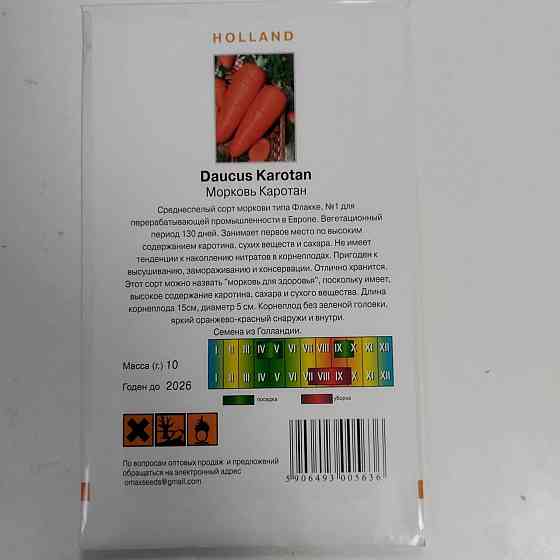 HOLLAND
Daucus Karotan
Морковь Каротан
Среднеспелый сорт моркови типа Флакке, №1 для
перерабатывающей промышленности в Европе. Вегетационный
период 130 дней. Занимает первое место по высоким
содержанием каротина, сухих веществ и сахара. Не имеет
тенденции к накоплению нитратов в корнеплодах. Пригоден к
высушиванию, замораживанию и консервации. Отлично хранится.
Этот сорт можно назвать "морковь для здоровья", поскольку имеет,
высокое содержание каротина, сахара и сухого вещества. Длина
корнеплода 15см, диаметр 5 см. Корнеплод без зеленой головки,
яркий оранжево-красный снаружи и внутри.
Семена из Голландии.
I II III IV V VI VII VIII IX X XI XII
Масса (г.) 10
I II III IV V VI VII VIII IX X XI XII
Годен до 2026
посадка уборка
По вопросам оптовых продаж и предложений
обращаться на электронный адрес
omaxseeds@gmail.com
5 906493 005636